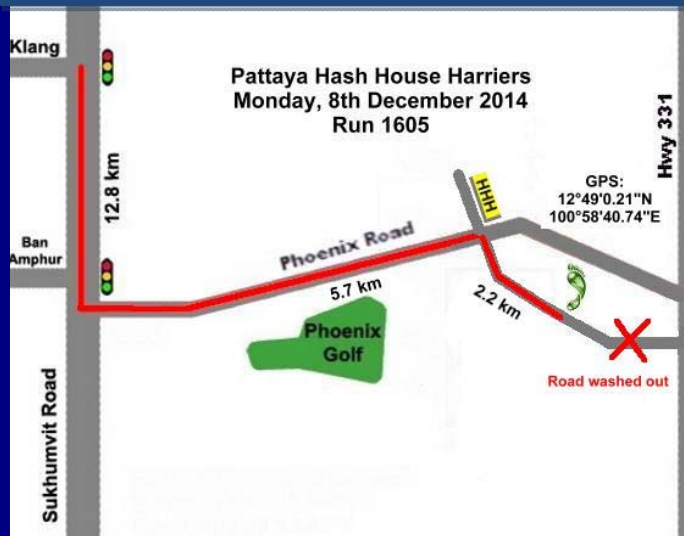 Klang
Pattaya Hash House Harriers
Monday, 8th December 2014
Run 1605
Hwy 331
12.8 km
HHH
GPS:
12°49'0.21"N
100°58'40.74"E
Ban
Amphur
Phoenix Road
5.7 km
2.2 km
Phoenix
Golf
Road washed out
Sukhumvit Road